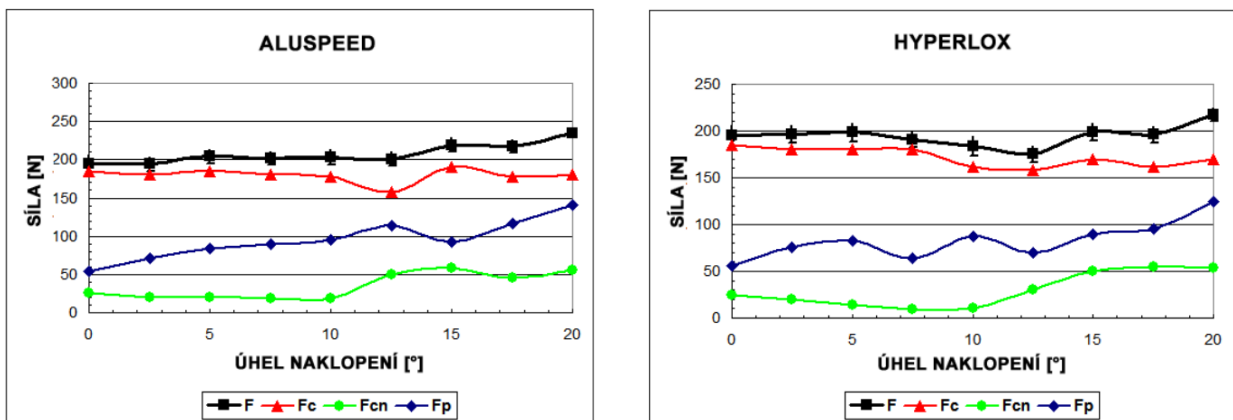 ALUSPEED
300
250
200
150
100
50
0
SÍLA [N]
0 5 10 15 20
ÚHEL NAKLOPENÍ [°]
F Fc Fcn Fp
HYPERLOX
250
200
150
100
50
0
SÍLA [N]
0 5 10 15 20
ÚHEL NAKLOPENÍ [°]
F Fc Fcn Fp